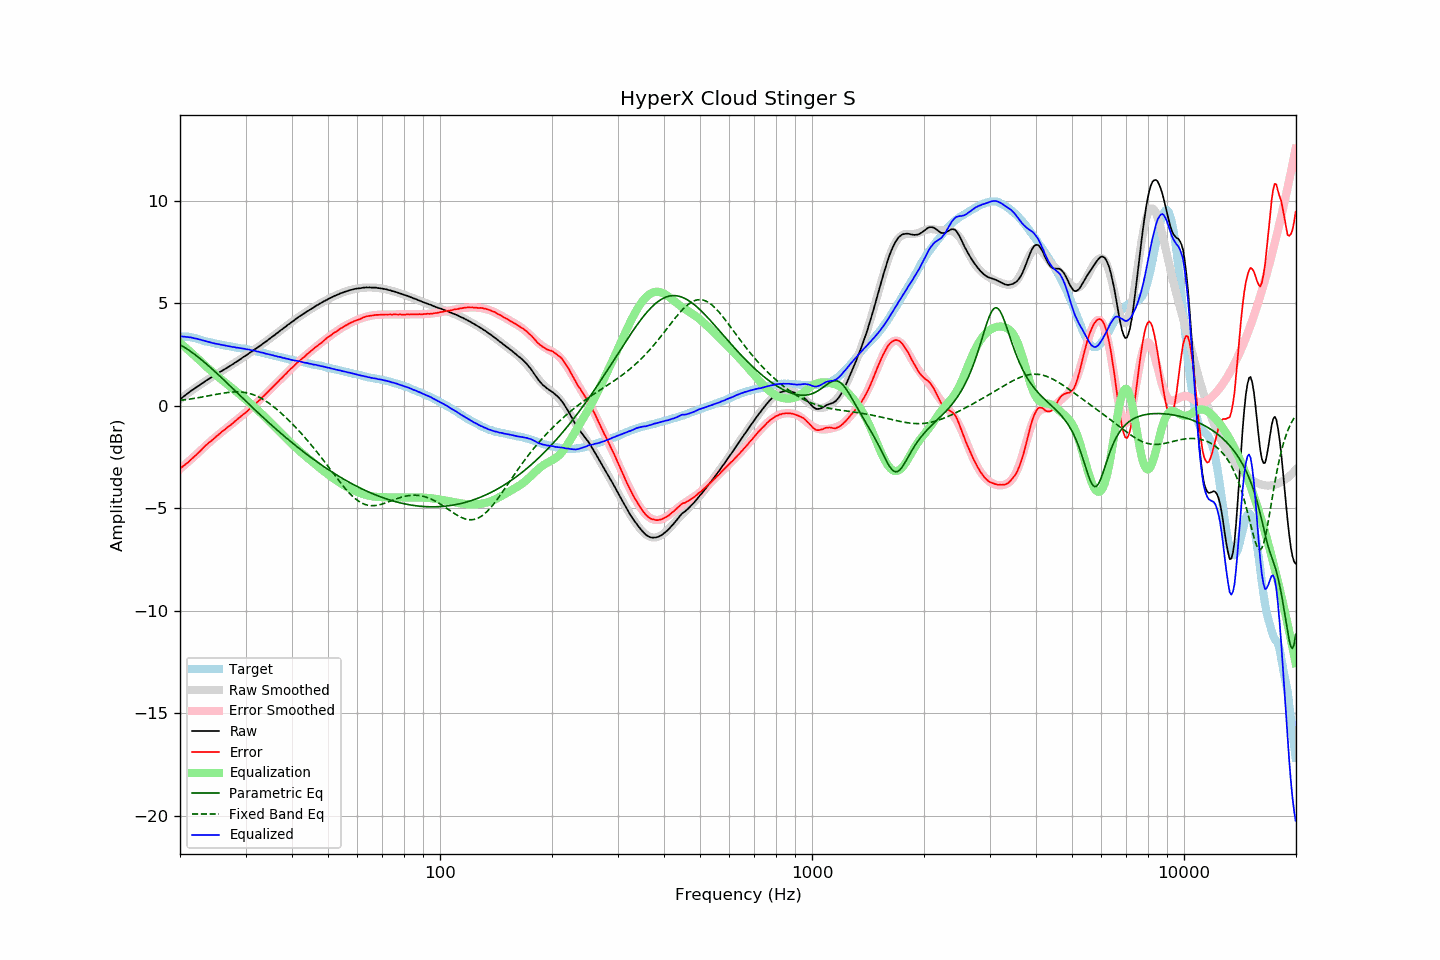 HyperX Cloud Stinger S
Amplitude (dBr)
10
5
0
−5
−10
−15
−20
Target
Raw Smoothed
Error Smoothed
Raw
Error
Equalization
Parametric Eq
Fixed Band Eq
Equalized
100
1000
10000
Frequency (Hz)